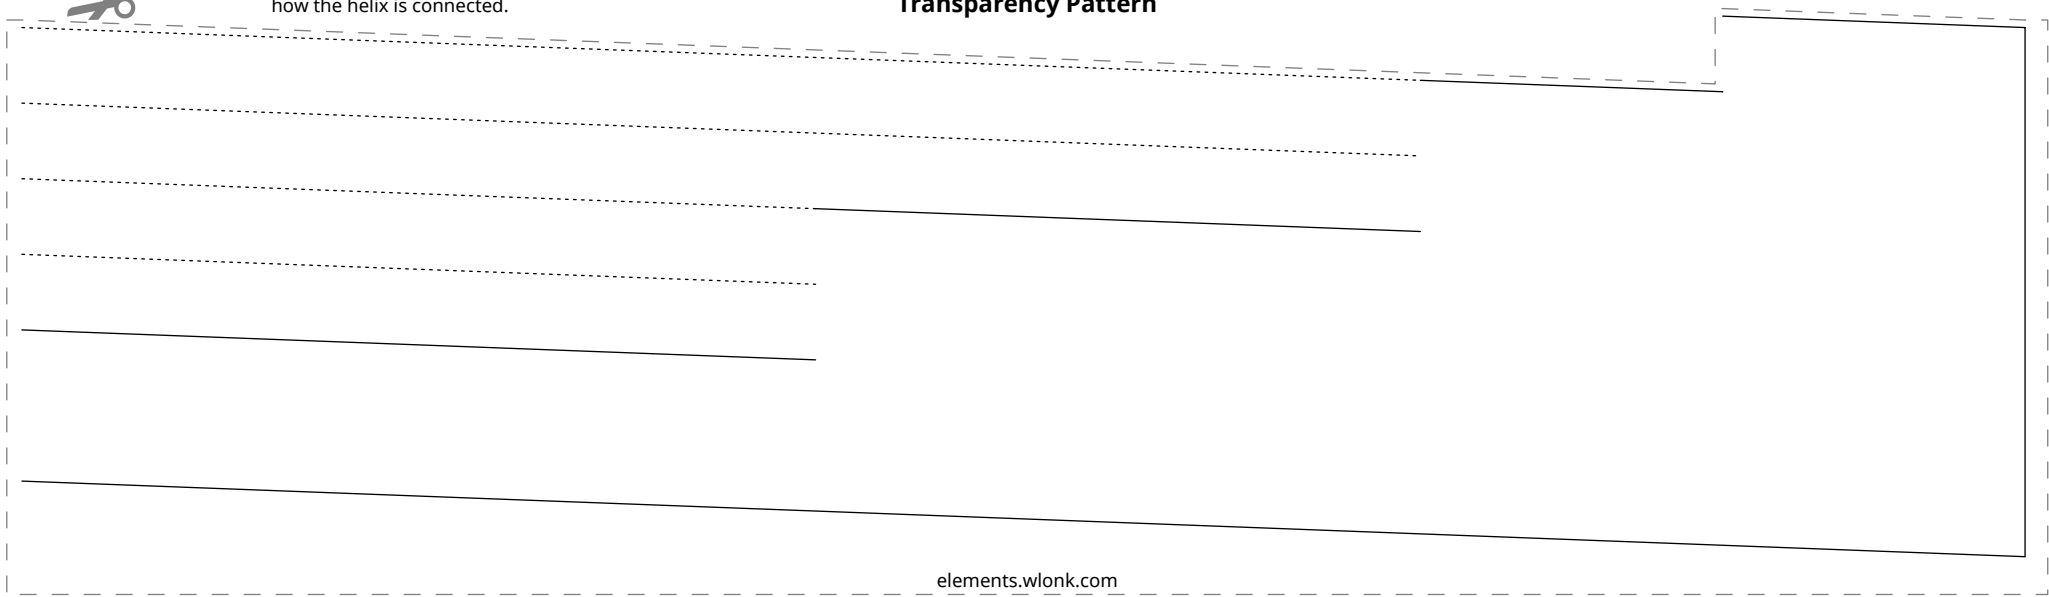 how the helix is connected.
Transparency Pattern
elements.wlonk.com